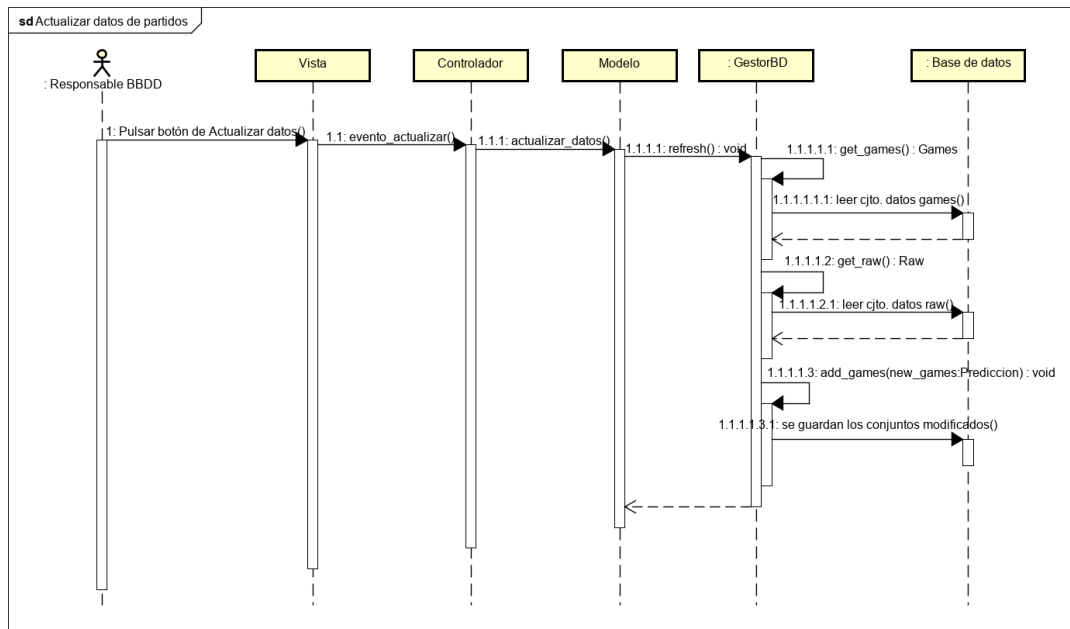 sd Actualizar datos de partidos
: Responsable BBDD
Vista
Controlador
Modelo
: GestorBD
: Base de datos
1: Pulsar botón de Actualizar datos()
1.1: evento_actualizar()
1.1.1: actualizar_datos()
1.1.1.1: refresh() : void
1.1.1.1.1: get_games() : Games
1.1.1.1.1.1: leer cjto. datos games()
1.1.1.1.2: get_raw() : Raw
1.1.1.1.2.1: leer cjto. datos raw()
1.1.1.1.3: add_games(new_games:Prediccion) : void
1.1.1.1.3.1: se guardan los conjuntos modificados()